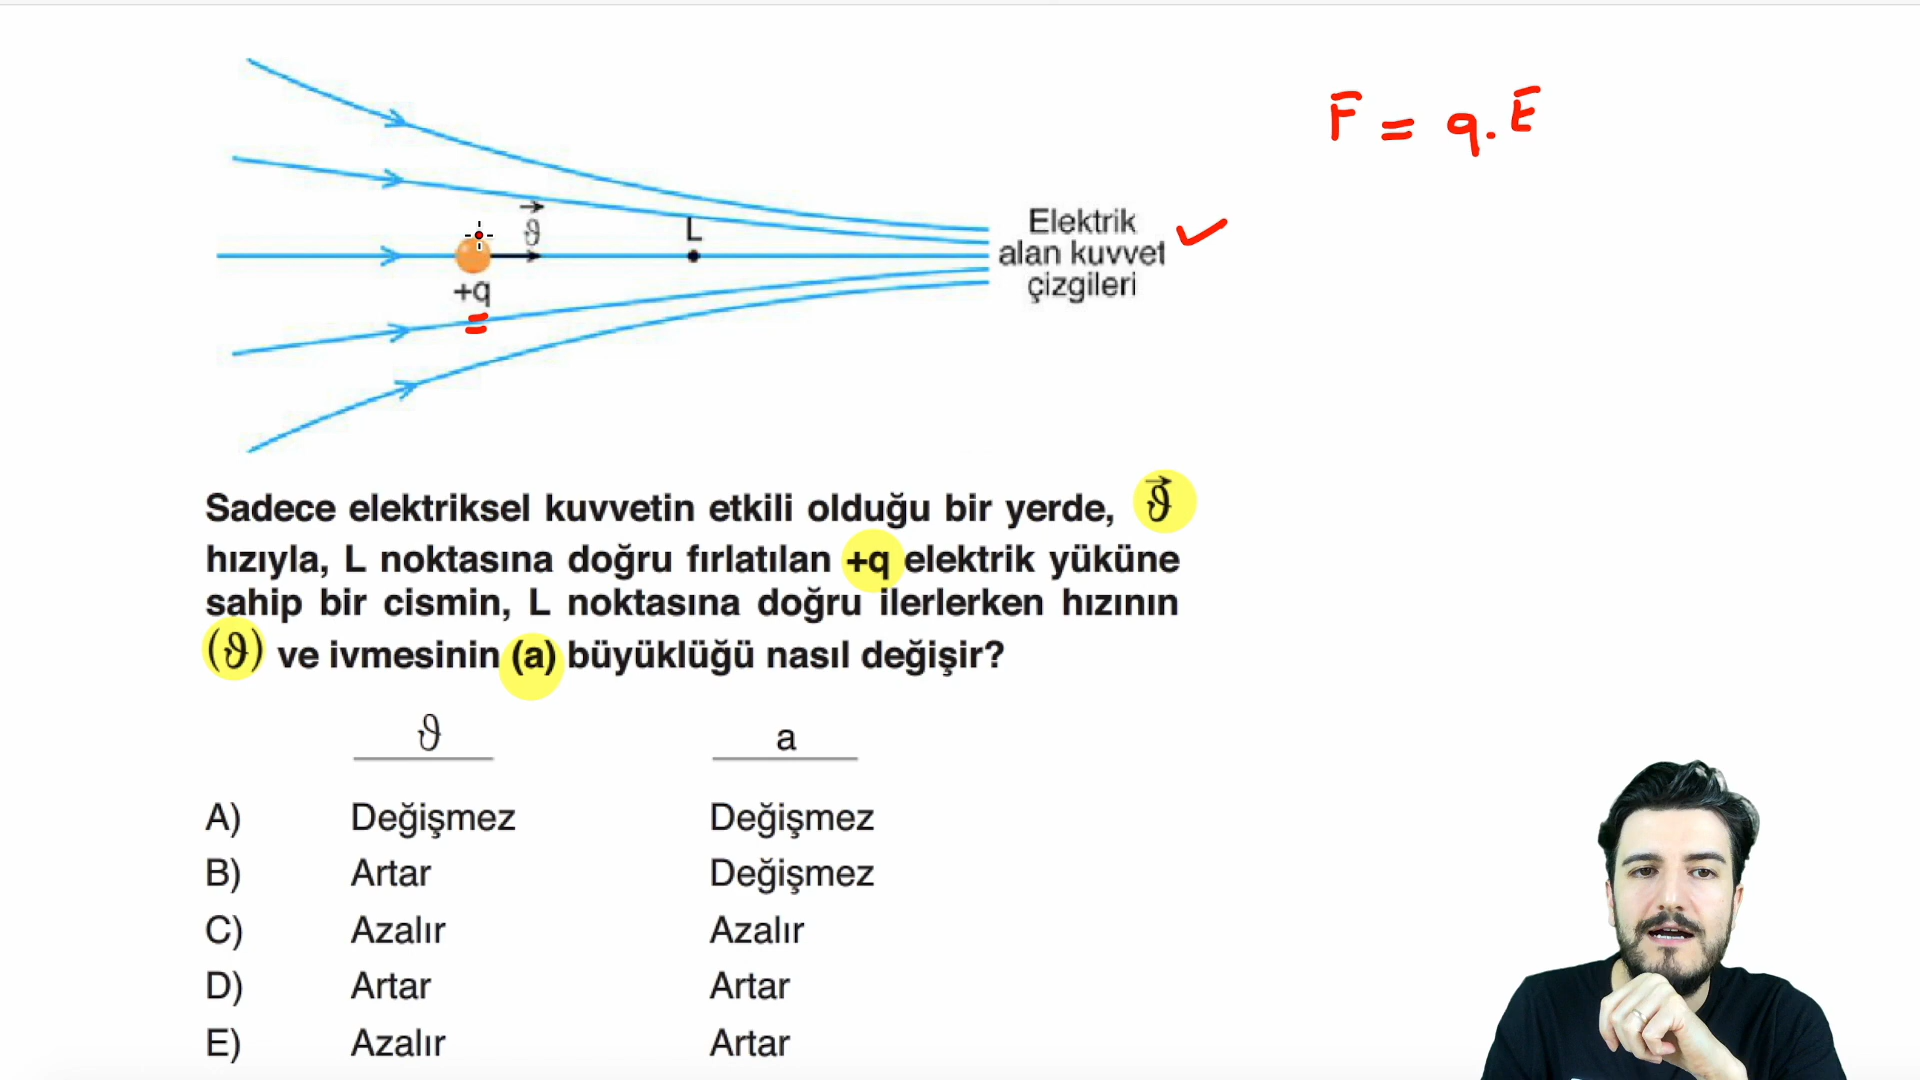 F = q.E
ϑ
L
+q
Elektrik
alan kuvvet
çizgileri
Sadece elektriksel kuvvetin etkili olduğu bir yerde, ϑ
hızıyla, L noktasına doğru fırlatılan +q elektrik yüküne
sahip bir cismin, L noktasına doğru ilerlerken hızının
(ϑ) ve ivmesinin (a) büyüklüğü nasıl değişir?
ϑ a
A) Değişmez Değişmez
B) Artar Değişmez
C) Azalır Azalır
D) Artar Artar
E) Azalır Artar